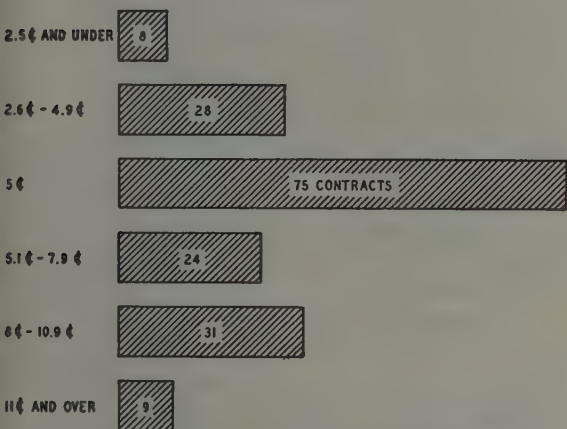 2.5¢ AND UNDER 8
2.6¢ - 4.9¢ 28
5¢ 75 CONTRACTS
5.1¢ - 7.9¢ 24
8¢ - 10.9¢ 31
11¢ AND OVER 9